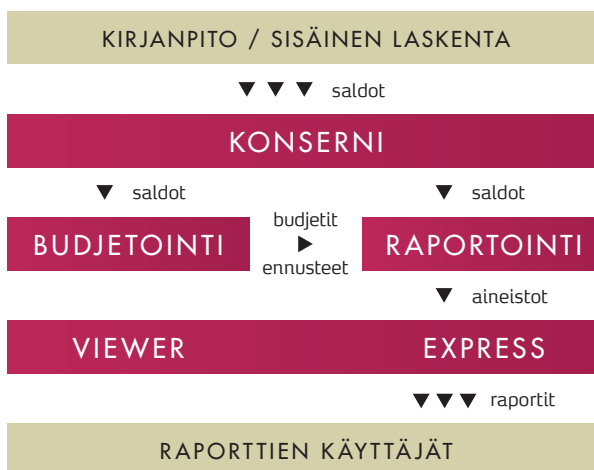 KIRJANPITO / SISÄINEN LASKENTA
▼ ▼ ▼ saldot
KONSERNI
▼ saldot
▼ saldot
BUDJETOINTI
budjetit
▶
ennusteet
RAPORTOINTI
▼ aineistot
VIEWER
EXPRESS
▼▼▼ raportit
RAPORTTIEN KÄYTTÄJÄT